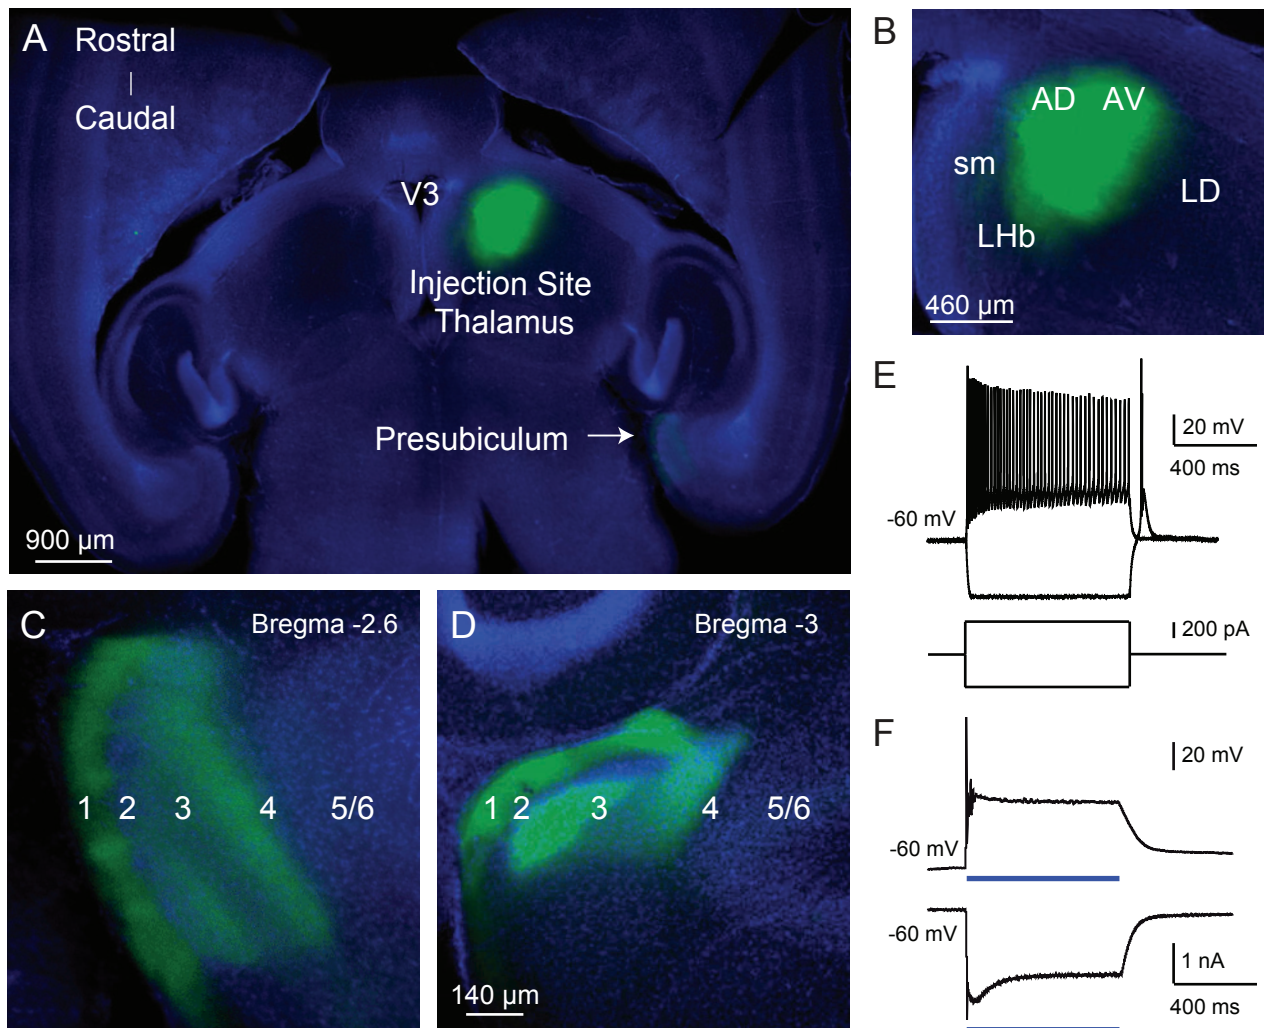 A
Rostral
Caudal
V3
Injection Site
Thalamus
Presubiculum
900 µm
B
AD AV
sm
LD
LHb
460 µm
C
Bregma -2.6
1 2 3 4 5/6
D
Bregma -3
1 2 3 4 5/6
140 µm
E
20 mV
400 ms
-60 mV
200 pA
F
20 mV
-60 mV
-60 mV
1 nA
400 ms